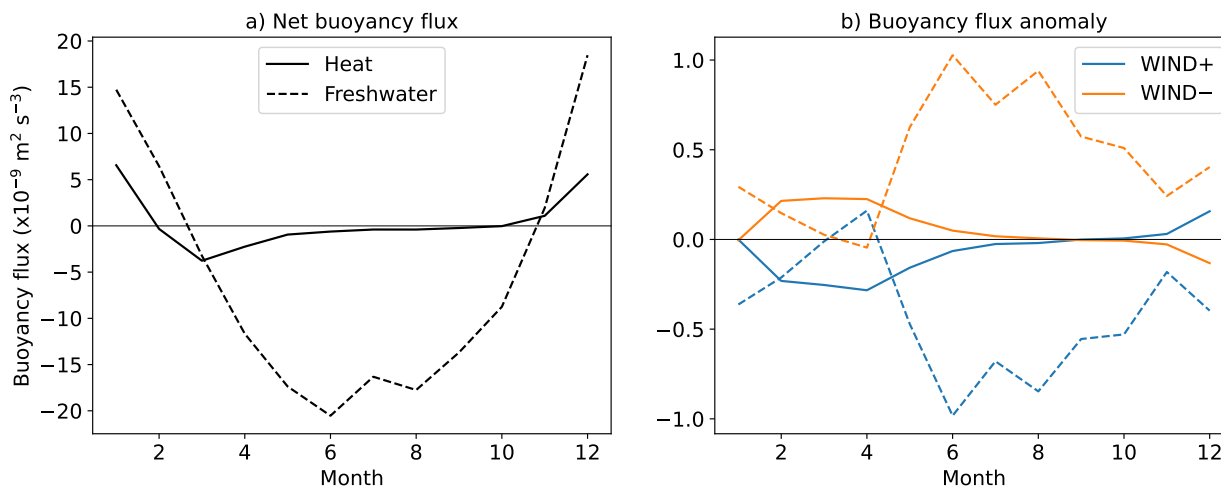 a) Net buoyancy flux
Buoyancy flux (x10⁻⁹ m² s⁻³)
20
15
10
5
0
−5
−10
−15
−20
Heat
Freshwater
2 4 6 8 10 12
Month
b) Buoyancy flux anomaly
1.0
0.5
0.0
−0.5
−1.0
WIND+
WIND−
2 4 6 8 10 12
Month